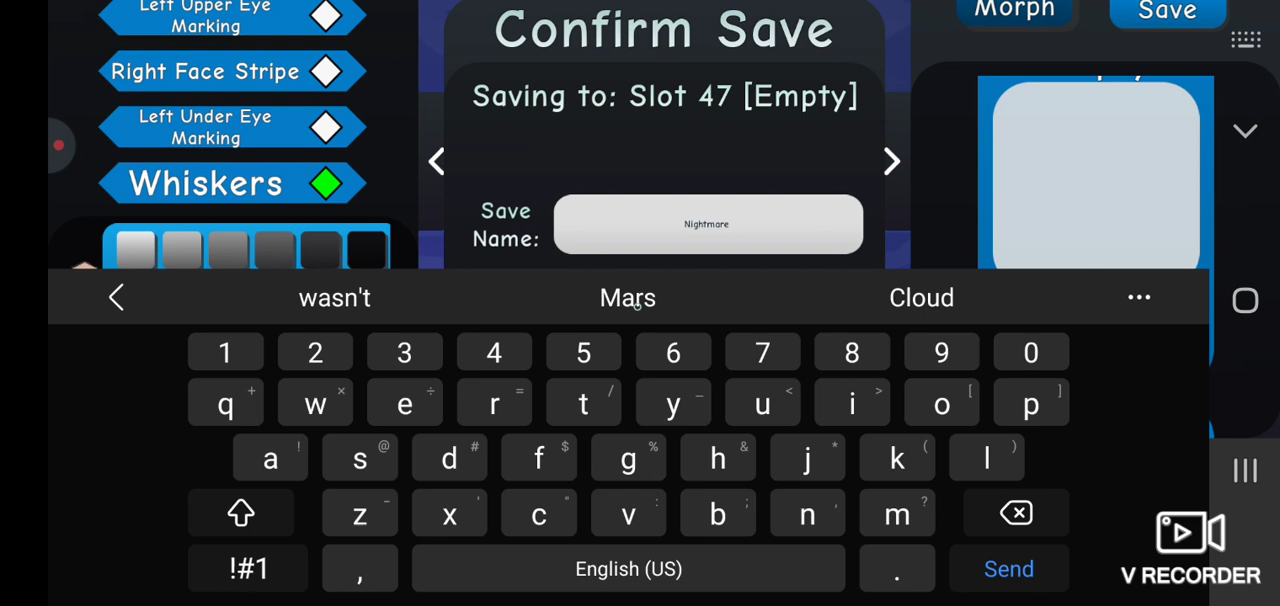 Left Upper Eye
Marking
Right Face Stripe
Left Under Eye
Marking
Whiskers
Confirm Save
Saving to: Slot 47 [Empty]
Save
Name:
Nightmare
Morph
Save
wasn't
Mars
Cloud
...
1 2 3 4 5 6 7 8 9 0
q + w × e ÷ r = t / y _ u < i > o [ p ]
a ! s @ d # f $ g % h & j * k ( l )
z - x ' c " v : b ; n , m ?
!#1 , English (US) . Send
V RECORDER